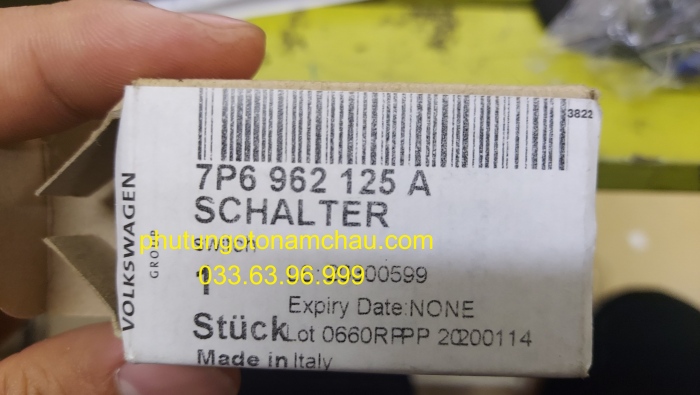 3822
7P6 962 125 A
SCHALTER
switch
phutungotonamchau.com
033.63.96.999
1
00599
Expiry Date:NONE
Stück
Lot 0660RPPP 20200114
Made in Italy
VOLKSWAGEN
GROUP